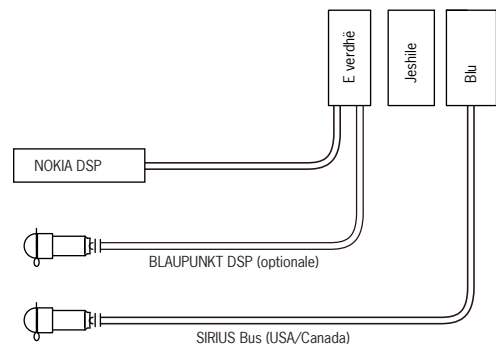 E verdhë
Jeshile
Blu
NOKIA DSP
BLAUPUNKT DSP (optionale)
SIRIUS Bus (USA/Canada)